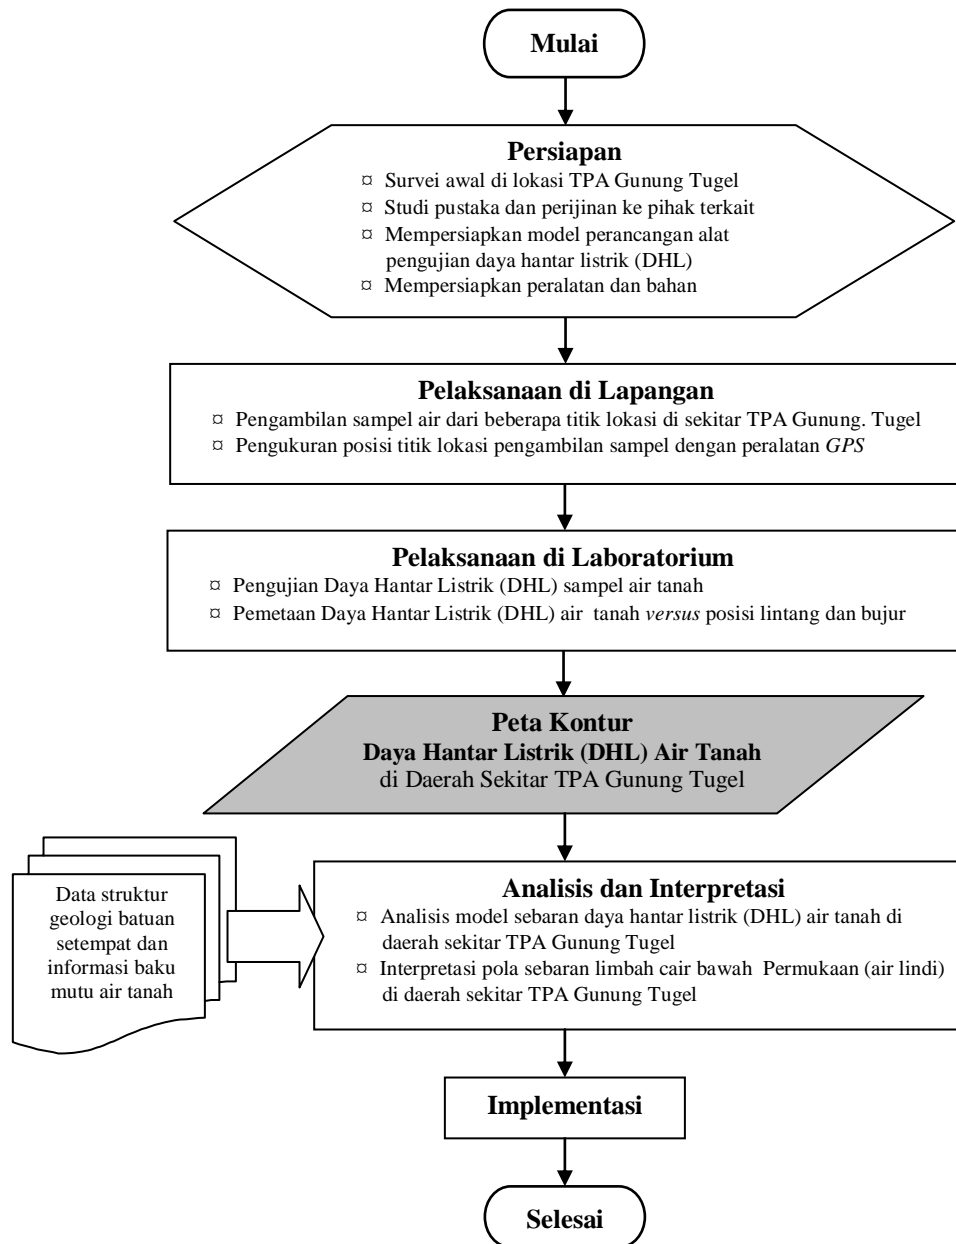 Mulai
Persiapan
¤ Survei awal di lokasi TPA Gunung Tugel
¤ Studi pustaka dan perijinan ke pihak terkait
¤ Mempersiapkan model perancangan alat
pengujian daya hantar listrik (DHL)
¤ Mempersiapkan peralatan dan bahan
Pelaksanaan di Lapangan
¤ Pengambilan sampel air dari beberapa titik lokasi di sekitar TPA Gunung. Tugel
¤ Pengukuran posisi titik lokasi pengambilan sampel dengan peralatan GPS
Pelaksanaan di Laboratorium
¤ Pengujian Daya Hantar Listrik (DHL) sampel air tanah
¤ Pemetaan Daya Hantar Listrik (DHL) air tanah versus posisi lintang dan bujur
Peta Kontur
Daya Hantar Listrik (DHL) Air Tanah
di Daerah Sekitar TPA Gunung Tugel
Data struktur
geologi batuan
setempat dan
informasi baku
mutu air tanah
Analisis dan Interpretasi
¤ Analisis model sebaran daya hantar listrik (DHL) air tanah di
daerah sekitar TPA Gunung Tugel
¤ Interpretasi pola sebaran limbah cair bawah Permukaan (air lindi)
di daerah sekitar TPA Gunung Tugel
Implementasi
Selesai